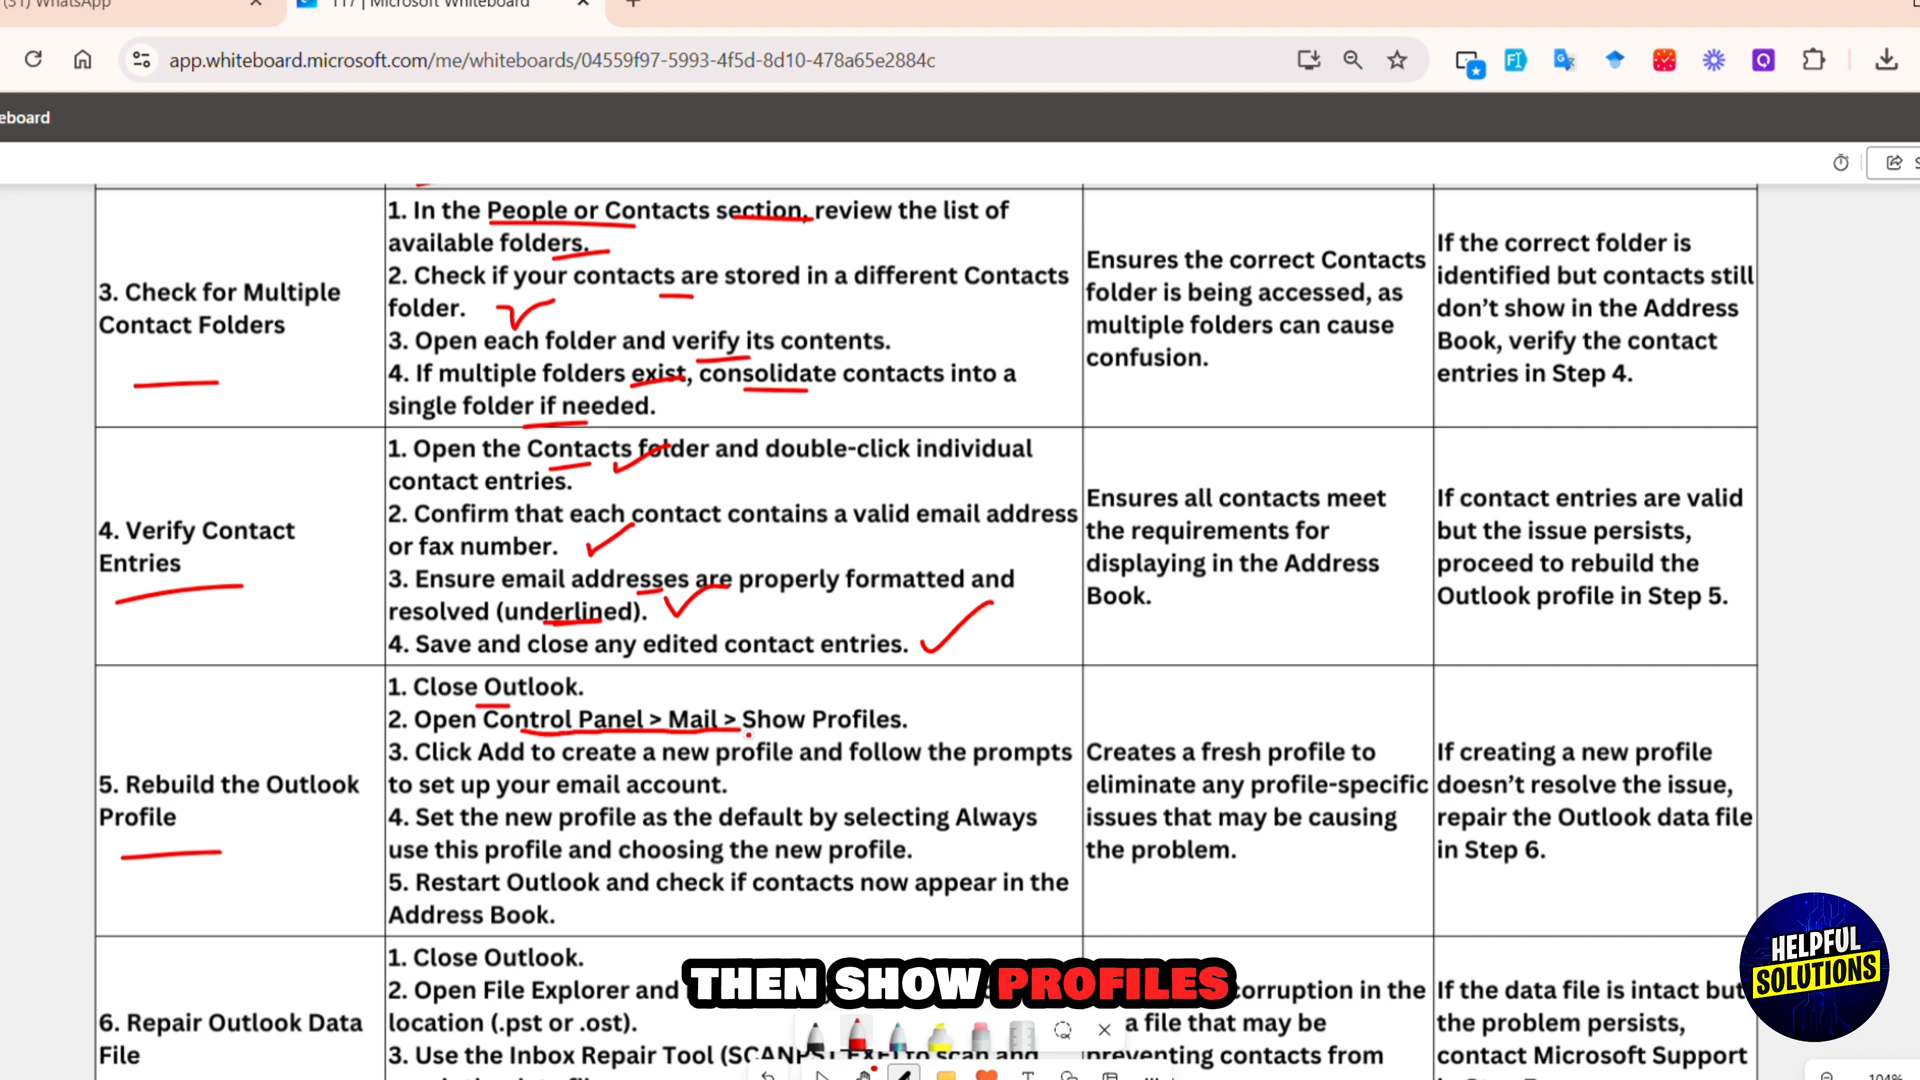 (31) WhatsApp
117 | Microsoft Whiteboard
app.whiteboard.microsoft.com/me/whiteboards/04559f97-5993-4f5d-8d10-478a65e2884c
eboard
3. Check for Multiple
Contact Folders
1. In the People or Contacts section, review the list of
available folders.
2. Check if your contacts are stored in a different Contacts
folder.
3. Open each folder and verify its contents.
4. If multiple folders exist, consolidate contacts into a
single folder if needed.
Ensures the correct Contacts
folder is being accessed, as
multiple folders can cause
confusion.
If the correct folder is
identified but contacts still
don't show in the Address
Book, verify the contact
entries in Step 4.
4. Verify Contact
Entries
1. Open the Contacts folder and double-click individual
contact entries.
2. Confirm that each contact contains a valid email address
or fax number.
3. Ensure email addresses are properly formatted and
resolved (underlined).
4. Save and close any edited contact entries.
Ensures all contacts meet
the requirements for
displaying in the Address
Book.
If contact entries are valid
but the issue persists,
proceed to rebuild the
Outlook profile in Step 5.
5. Rebuild the Outlook
Profile
1. Close Outlook.
2. Open Control Panel > Mail > Show Profiles.
3. Click Add to create a new profile and follow the prompts
to set up your email account.
4. Set the new profile as the default by selecting Always
use this profile and choosing the new profile.
5. Restart Outlook and check if contacts now appear in the
Address Book.
Creates a fresh profile to
eliminate any profile-specific
issues that may be causing
the problem.
If creating a new profile
doesn't resolve the issue,
repair the Outlook data file
in Step 6.
6. Repair Outlook Data
File
1. Close Outlook.
2. Open File Explorer and
location (.pst or .ost).
3. Use the Inbox Repair Tool (SCANPST.EXE) to scan and
corruption in the
a file that may be
preventing contacts from
If the data file is intact but
the problem persists,
contact Microsoft Support
THEN SHOW PROFILES
HELPFUL
SOLUTIONS
104%